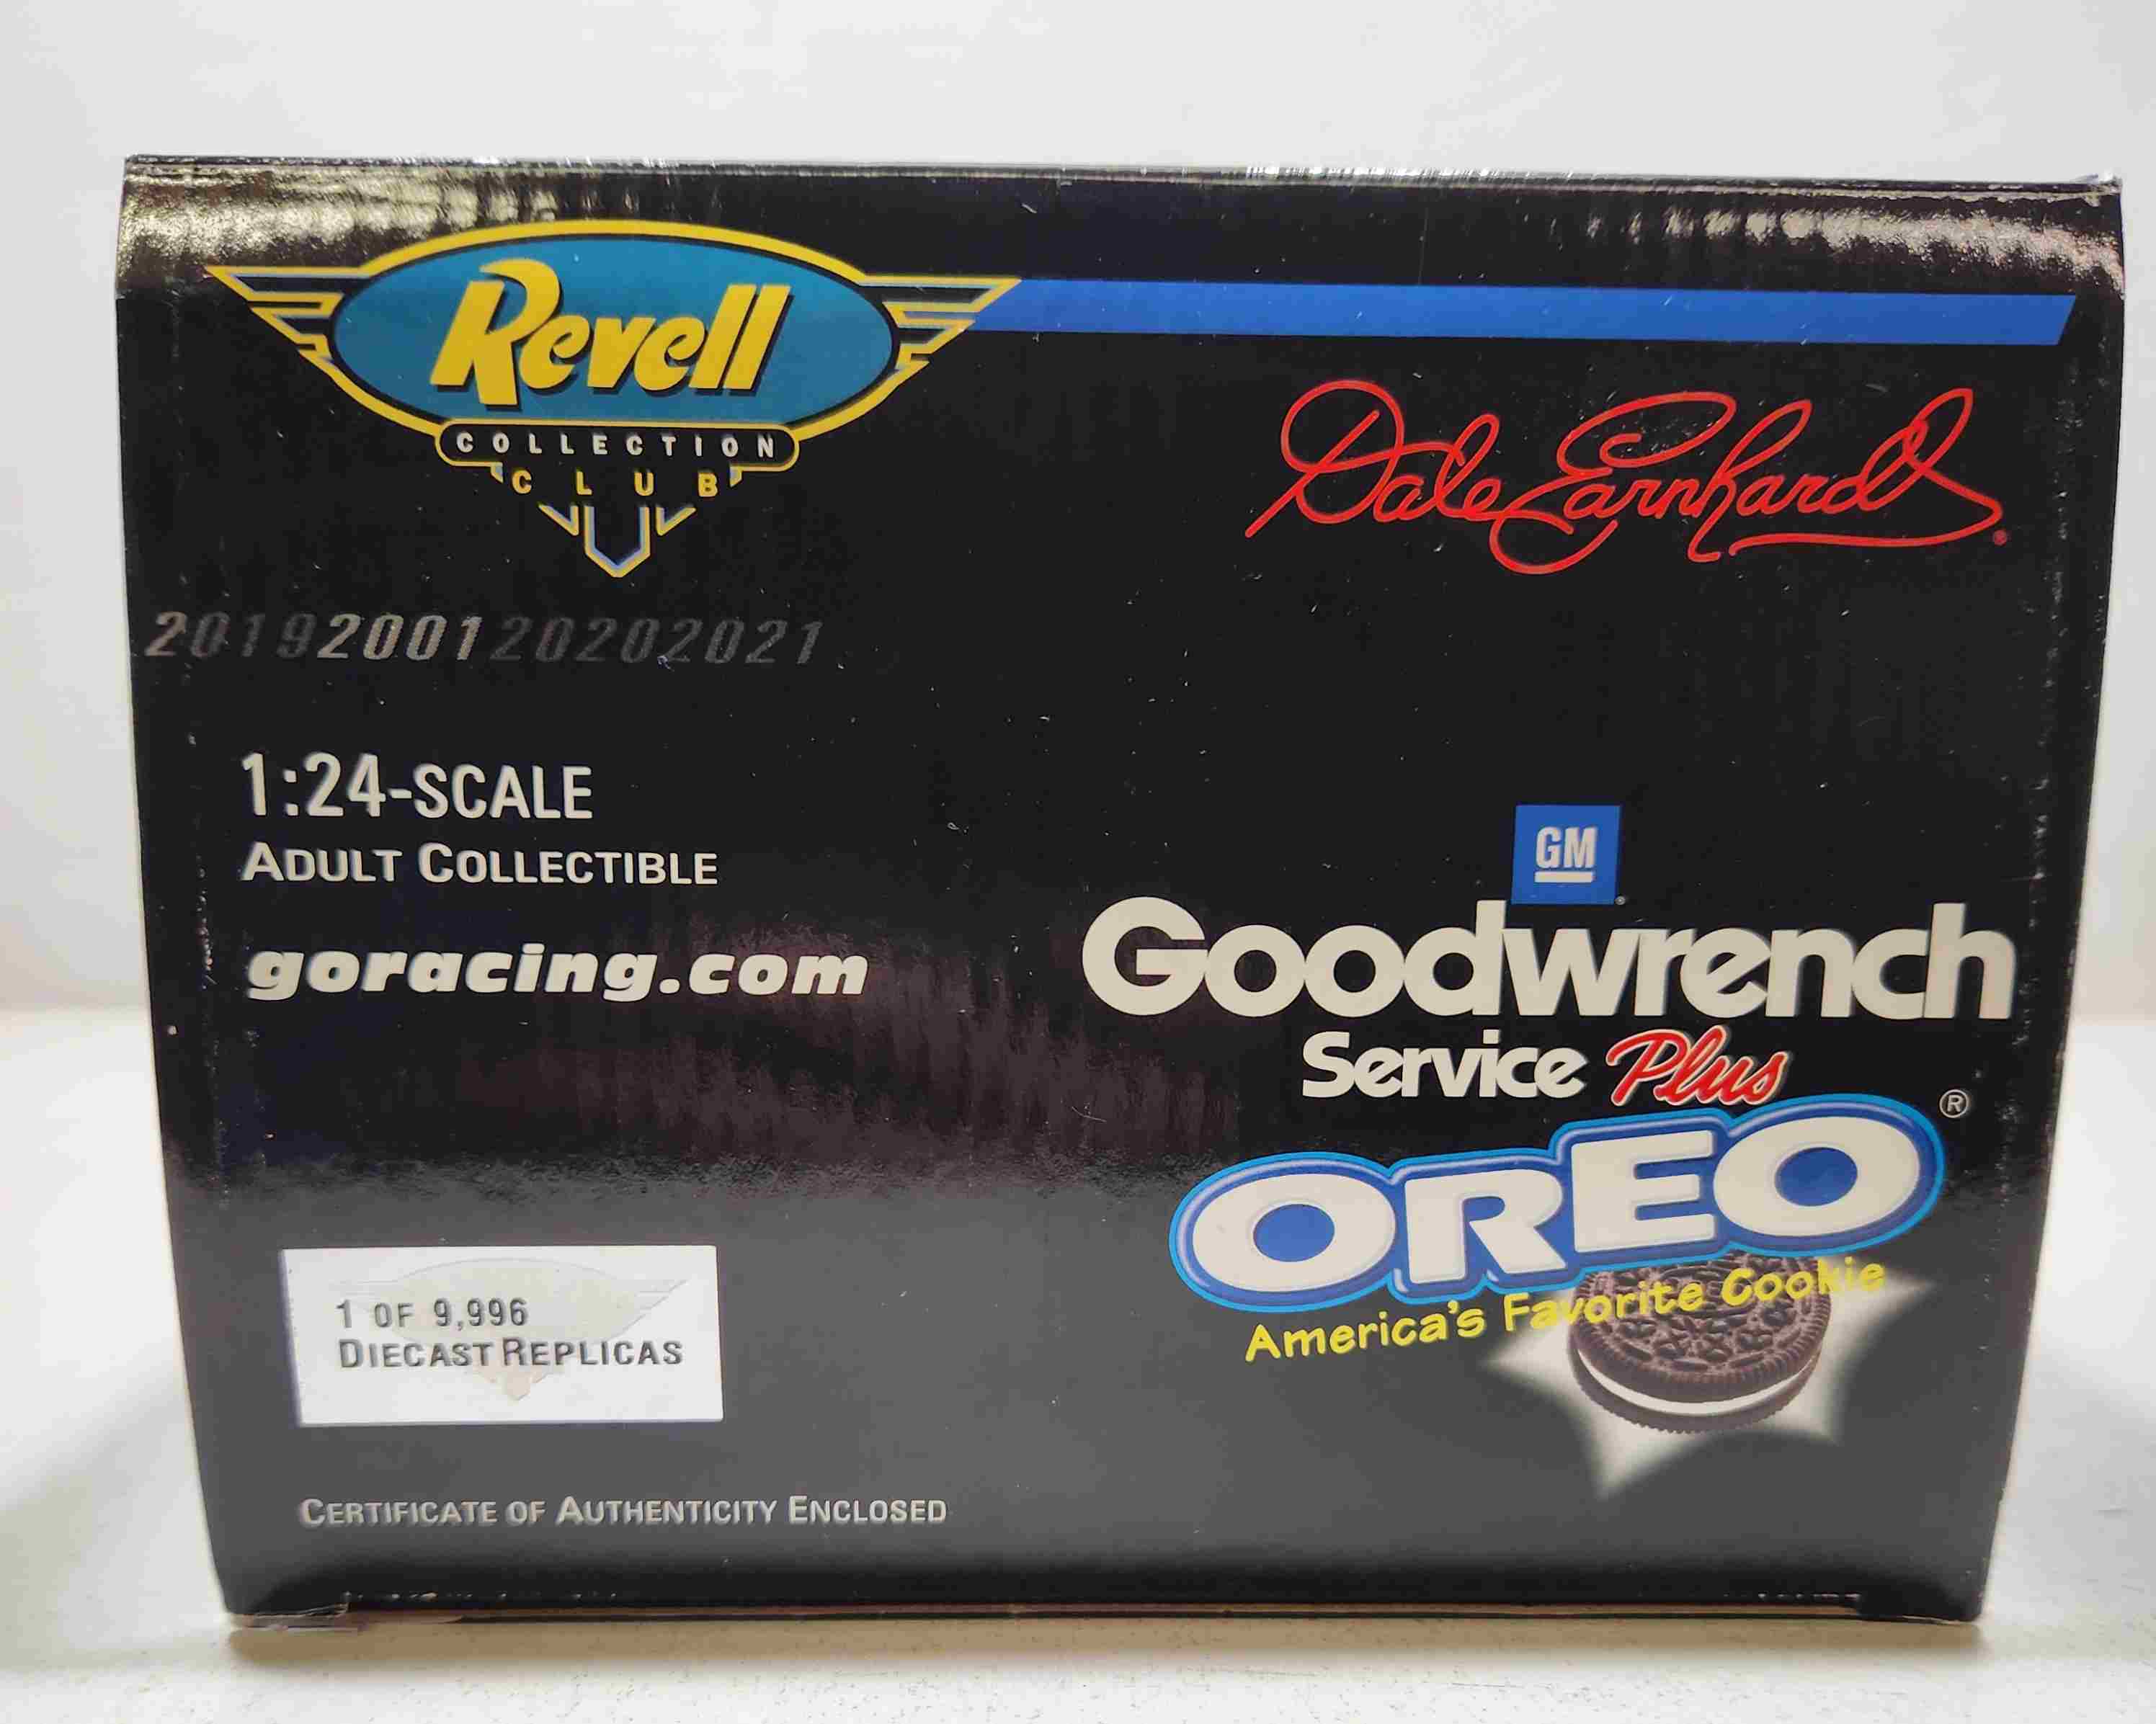 Revell
COLLECTION
CLUB
Dale Earnhardt
2019200120202021
1:24-SCALE
ADULT COLLECTIBLE
GM
goracing.com
Goodwrench
Service Plus
OREO ®
America's Favorite Cookie
1 OF 9,996
DIECAST REPLICAS
CERTIFICATE OF AUTHENTICITY ENCLOSED